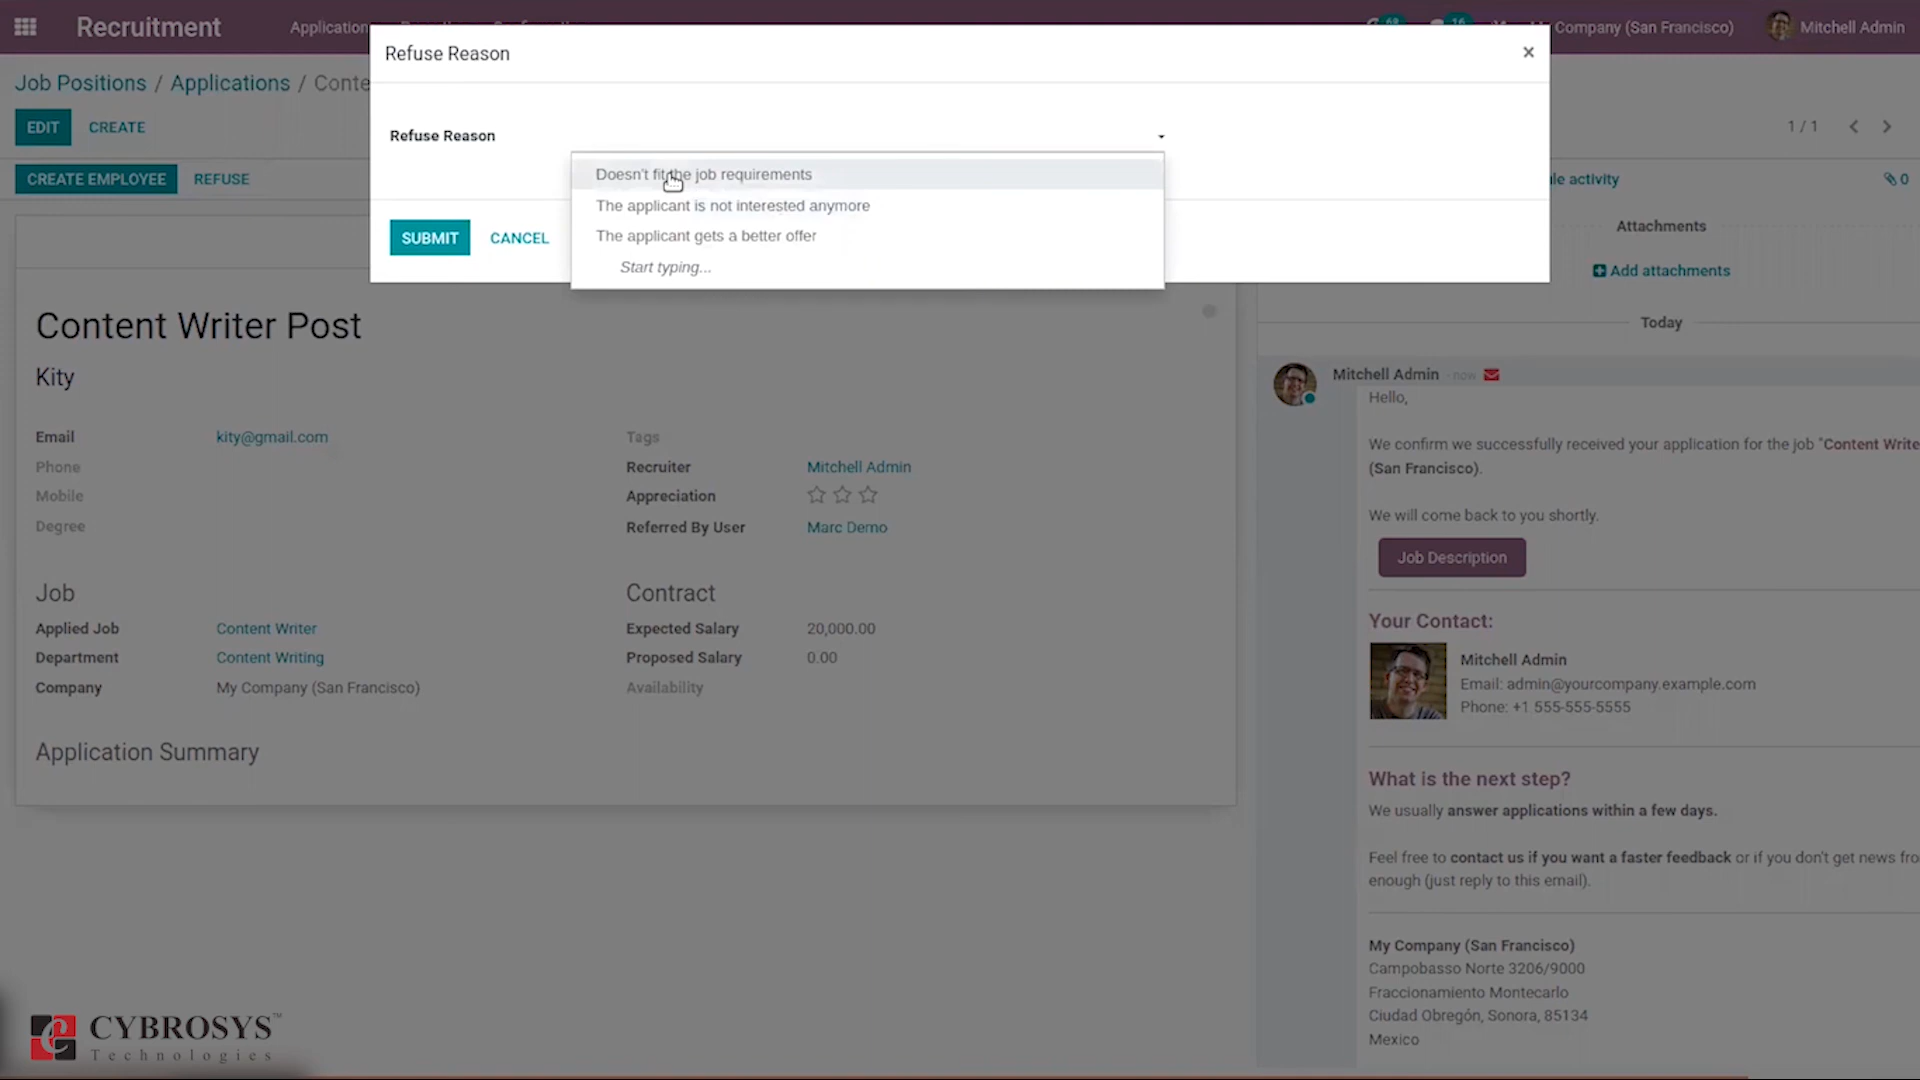 Recruitment
Application
68
16
My Company (San Francisco)
Mitchell Admin
Job Positions / Applications / Conte
EDIT
CREATE
1 / 1
CREATE EMPLOYEE
REFUSE
Refuse Reason
×
Refuse Reason
Doesn't fit the job requirements
The applicant is not interested anymore
The applicant gets a better offer
Start typing...
SUBMIT
CANCEL
Content Writer Post
Kity
Email kity@gmail.com
Phone
Mobile
Degree
Tags
Recruiter Mitchell Admin
Appreciation
Referred By User Marc Demo
Job
Applied Job Content Writer
Department Content Writing
Company My Company (San Francisco)
Contract
Expected Salary 20,000.00
Proposed Salary 0.00
Availability
Application Summary
le activity
0
Attachments
Add attachments
Today
Mitchell Admin - now
Hello,
We confirm we successfully received your application for the job "Content Write
(San Francisco).
We will come back to you shortly.
Job Description
Your Contact:
Mitchell Admin
Email: admin@yourcompany.example.com
Phone: +1 555-555-5555
What is the next step?
We usually answer applications within a few days.
Feel free to contact us if you want a faster feedback or if you don't get news fro
enough (just reply to this email).
My Company (San Francisco)
Campobasso Norte 3206/9000
Fraccionamiento Montecarlo
Ciudad Obregón, Sonora, 85134
Mexico
CYBROSYS™
Technologies